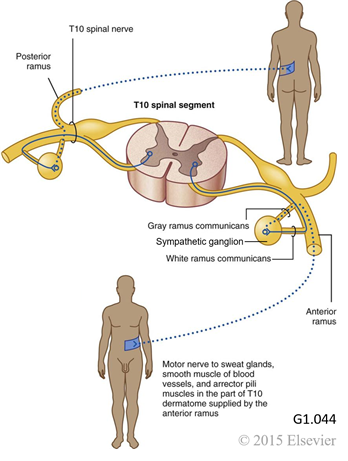 T10 spinal nerve
Posterior
ramus
T10 spinal segment
Gray ramus communicans
Sympathetic ganglion
White ramus communicans
Anterior
ramus
Motor nerve to sweat glands,
smooth muscle of blood
vessels, and arrector pili
muscles in the part of T10
dermatome supplied by the
anterior ramus
G1.044
© 2015 Elsevier